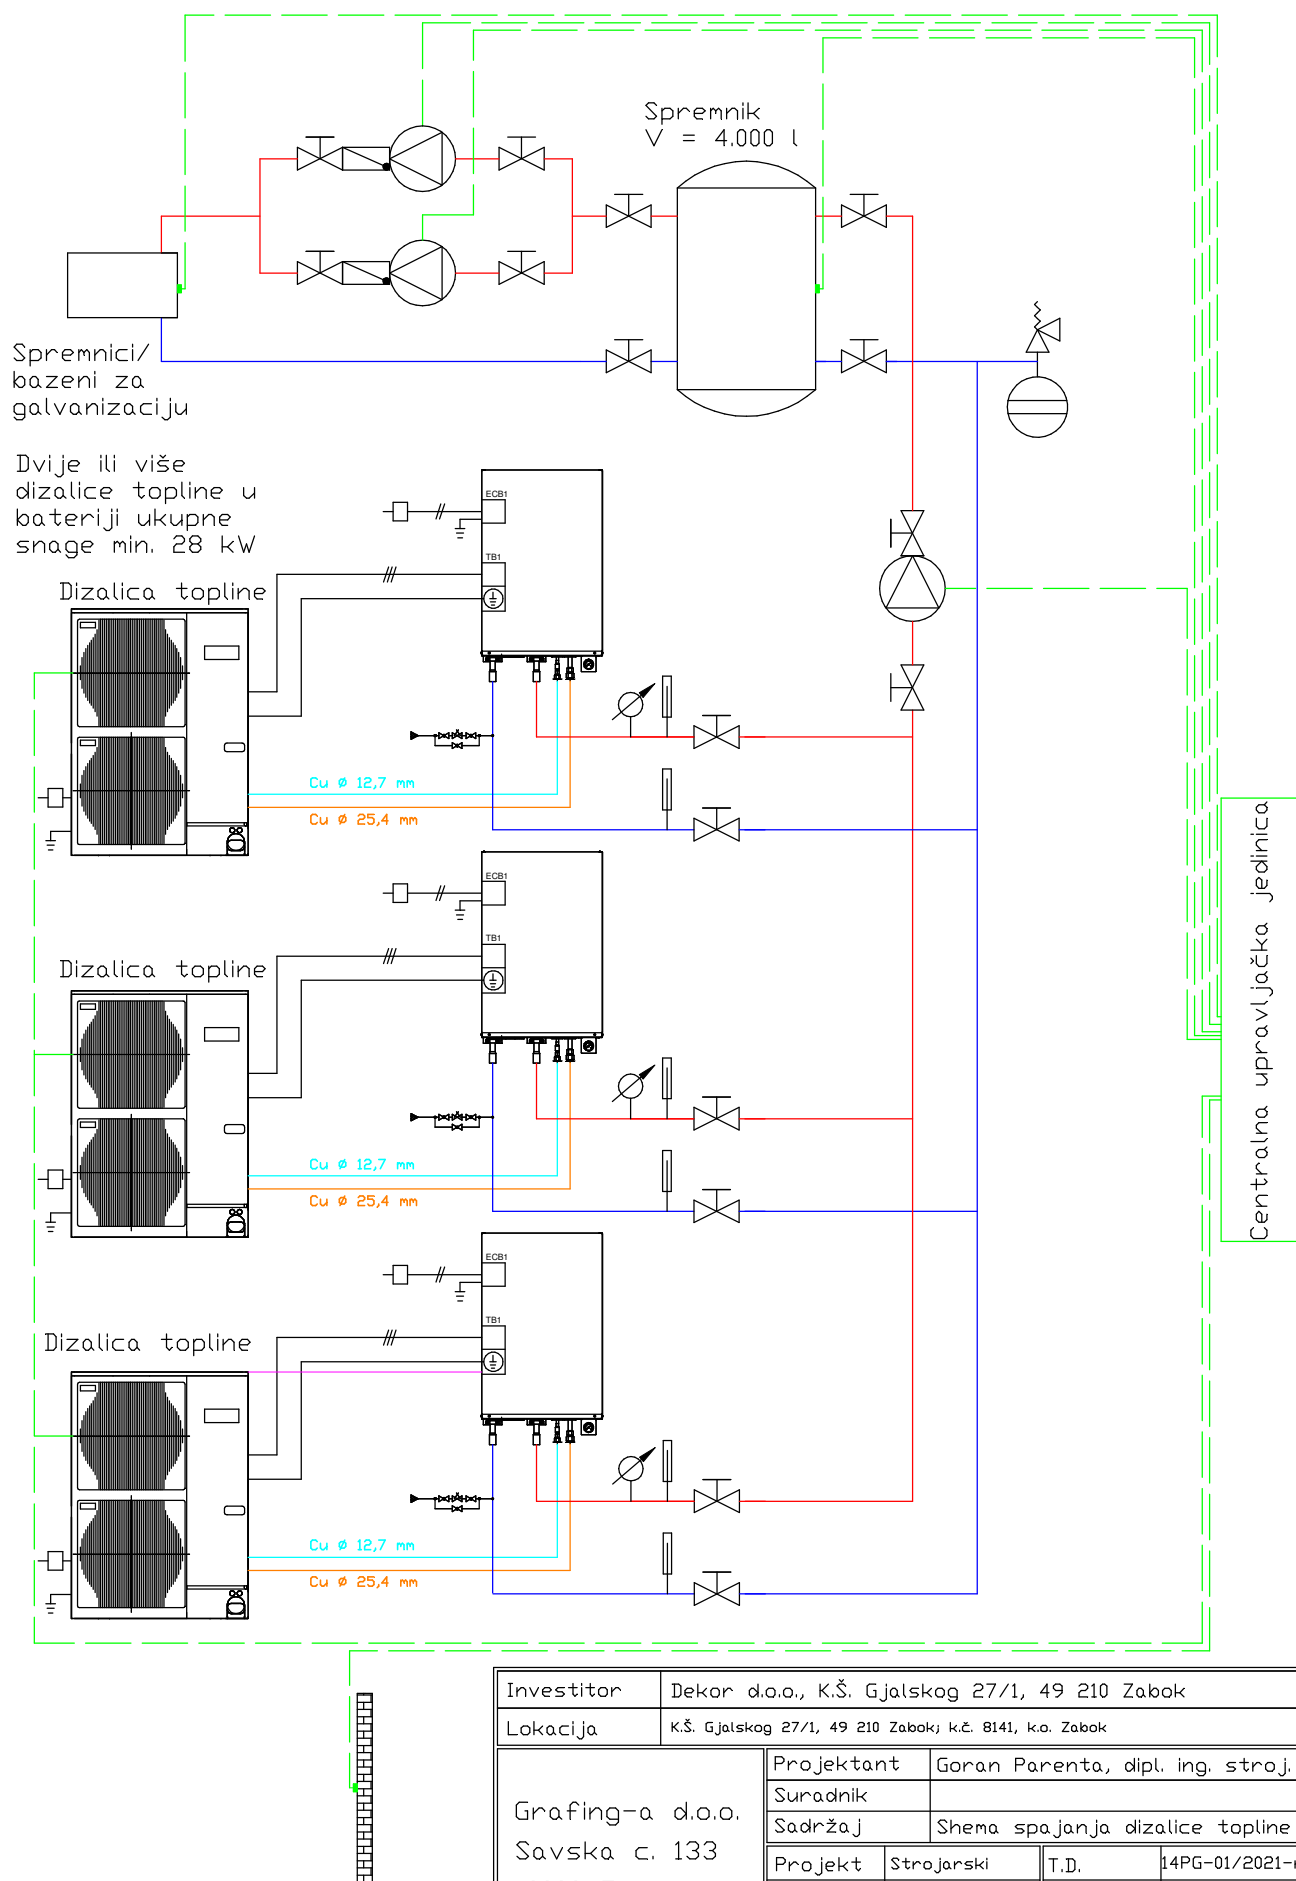 Spremnik
V = 4.000 l
Spremnici/
bazeni za
galvanizaciju
Dvije ili više
dizalice topline u
bateriji ukupne
snage min. 28 kW
Dizalica topline
ECB1
TB1
Cu ø 12,7 mm
Cu ø 25,4 mm
Dizalica topline
ECB1
TB1
Cu ø 12,7 mm
Cu ø 25,4 mm
Dizalica topline
ECB1
TB1
Cu ø 12,7 mm
Cu ø 25,4 mm
Centralna upravljačka jedinica
Investitor
Dekor d.o.o., K.Š. Gjalskog 27/1, 49 210 Zabok
Lokacija
K.Š. Gjalskog 27/1, 49 210 Zabok; k.č. 8141, k.o. Zabok
Grafing-a d.o.o.
Savska c. 133
Projektant
Goran Parenta, dipl. ing. stroj.
Suradnik
Sadržaj
Shema spajanja dizalice topline
Projekt
Strojarski
T.D.
14PG-01/2021-